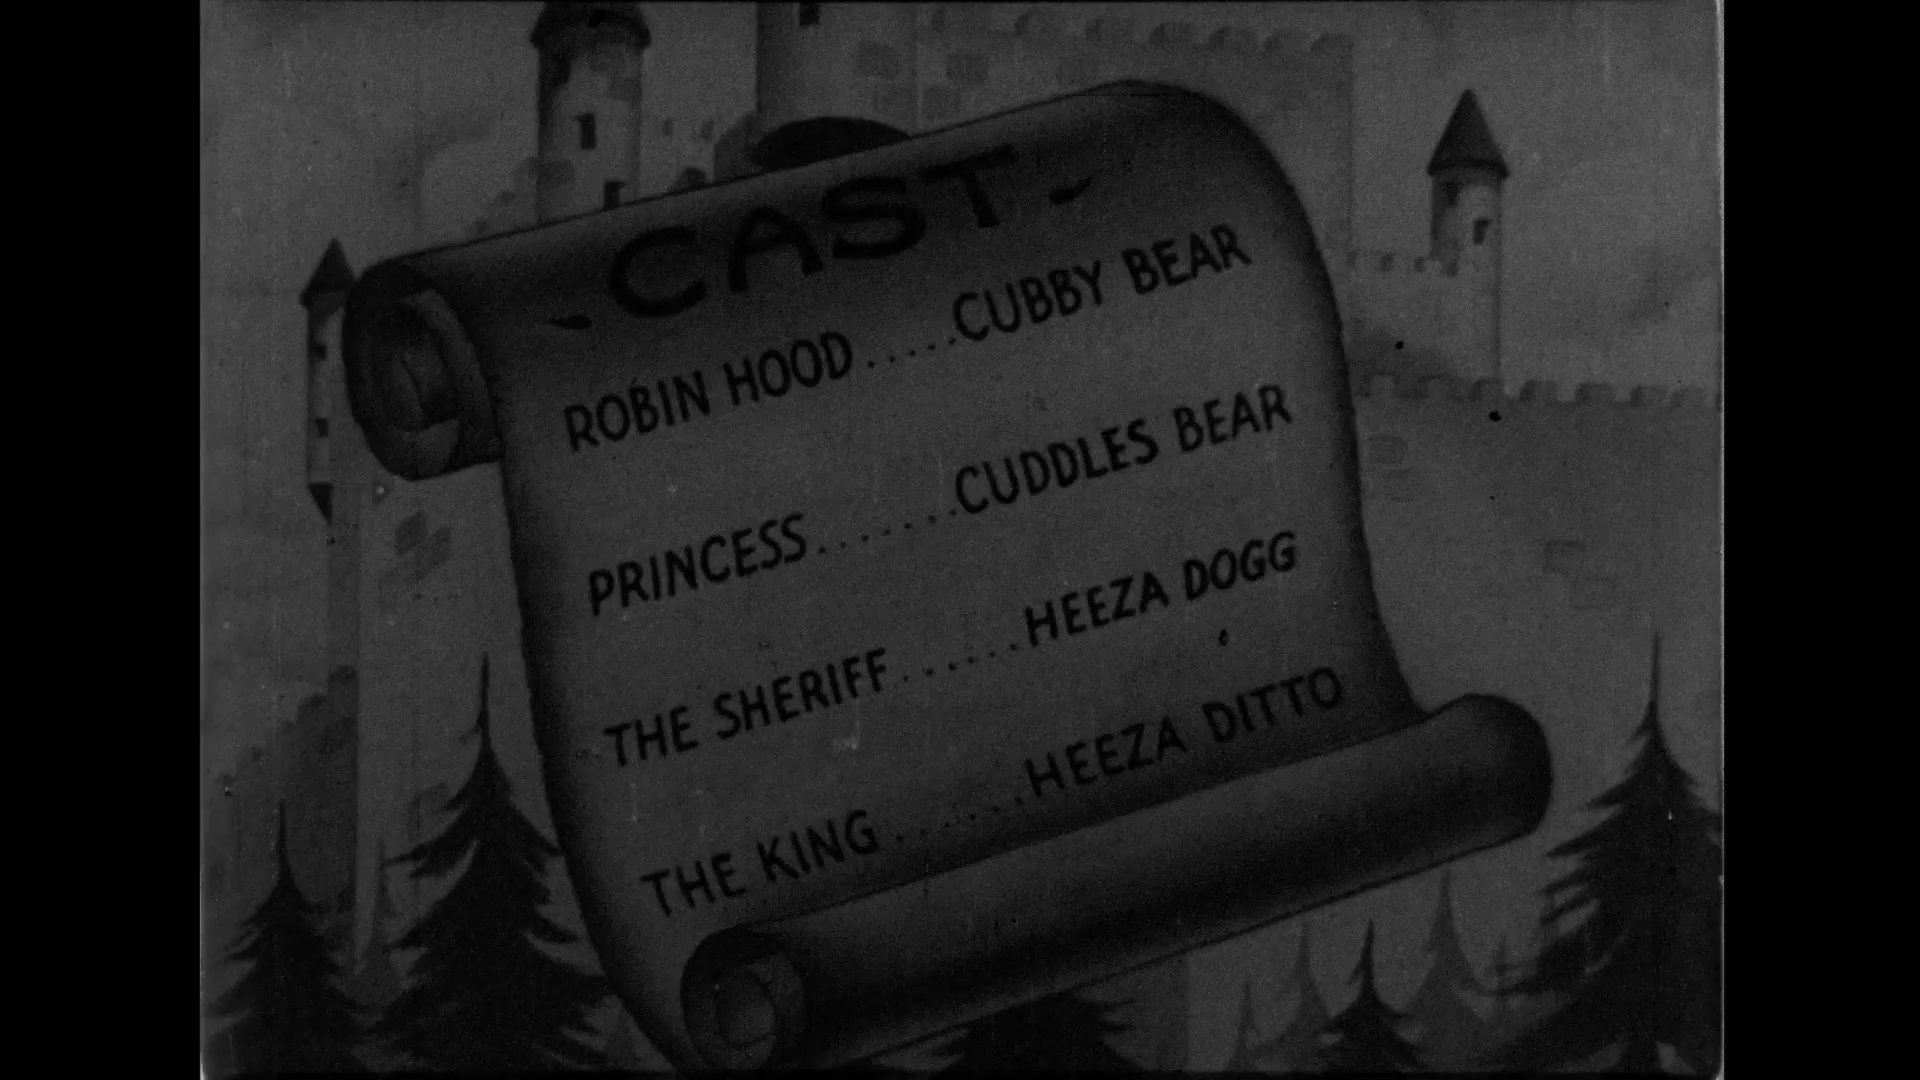 - CAST -
ROBIN HOOD.....CUBBY BEAR
PRINCESS.......CUDDLES BEAR
THE SHERIFF......HEEZA DOGG
THE KING.......HEEZA DITTO